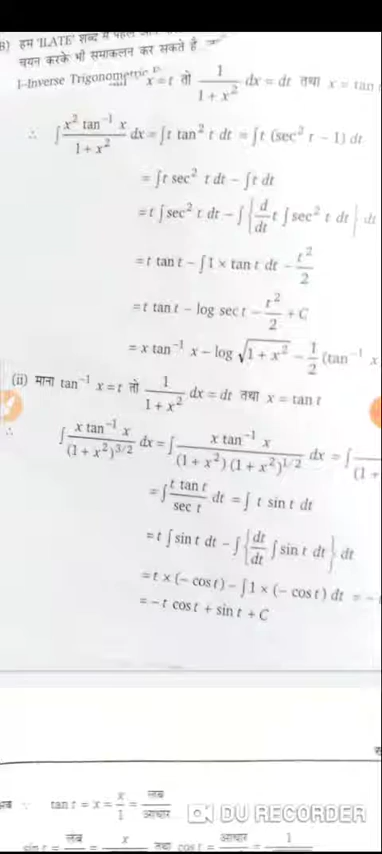 B) हम 'ILATE' शब्द में पहले
चयन करके भी समाकलन कर सकते हैं
I-Inverse Trigonometric
x = t तो 1/(1 + x²) dx = dt तथा x = tan
∴ ∫ (x² tan⁻¹ x)/(1 + x²) dx = ∫ t tan² t dt = ∫ t (sec² t − 1) dt
= ∫ t sec² t dt − ∫ t dt
= t ∫ sec² t dt − ∫ { d/dt t ∫ sec² t dt } dt
= t tan t − ∫ 1 × tan t dt − t²/2
= t tan t − log sec t − t²/2 + C
= x tan⁻¹ x − log √(1 + x²) − 1/2 (tan⁻¹ x
(ii) माना tan⁻¹ x = t तो 1/(1 + x²) dx = dt तथा x = tan t
∴ ∫ (x tan⁻¹ x)/(1 + x²)^(3/2) dx = ∫ (x tan⁻¹ x)/((1 + x²)(1 + x²)^(1/2)) dx = ∫ /(1 +
= ∫ (t tan t)/(sec t) dt = ∫ t sin t dt
= t ∫ sin t dt − ∫ { dt/dt ∫ sin t dt } dt
= t × (− cos t) − ∫ 1 × (− cos t) dt = −
= − t cos t + sin t + C
∵ tan t = x = x/1 = लंब/आधार
DU RECORDER
sin t = लंब/ = x/ तथा cos t = आधार/ = 1/